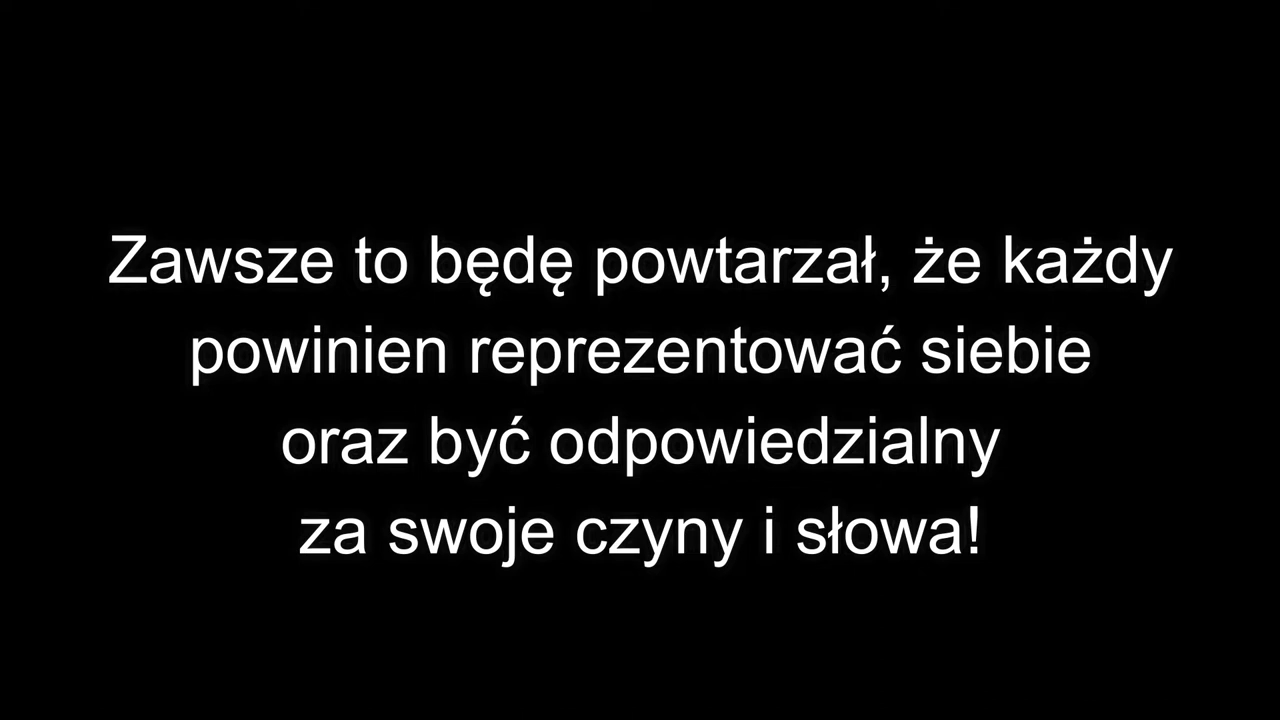 Zawsze to będę powtarzał, że każdy
powinien reprezentować siebie
oraz być odpowiedzialny
za swoje czyny i słowa!